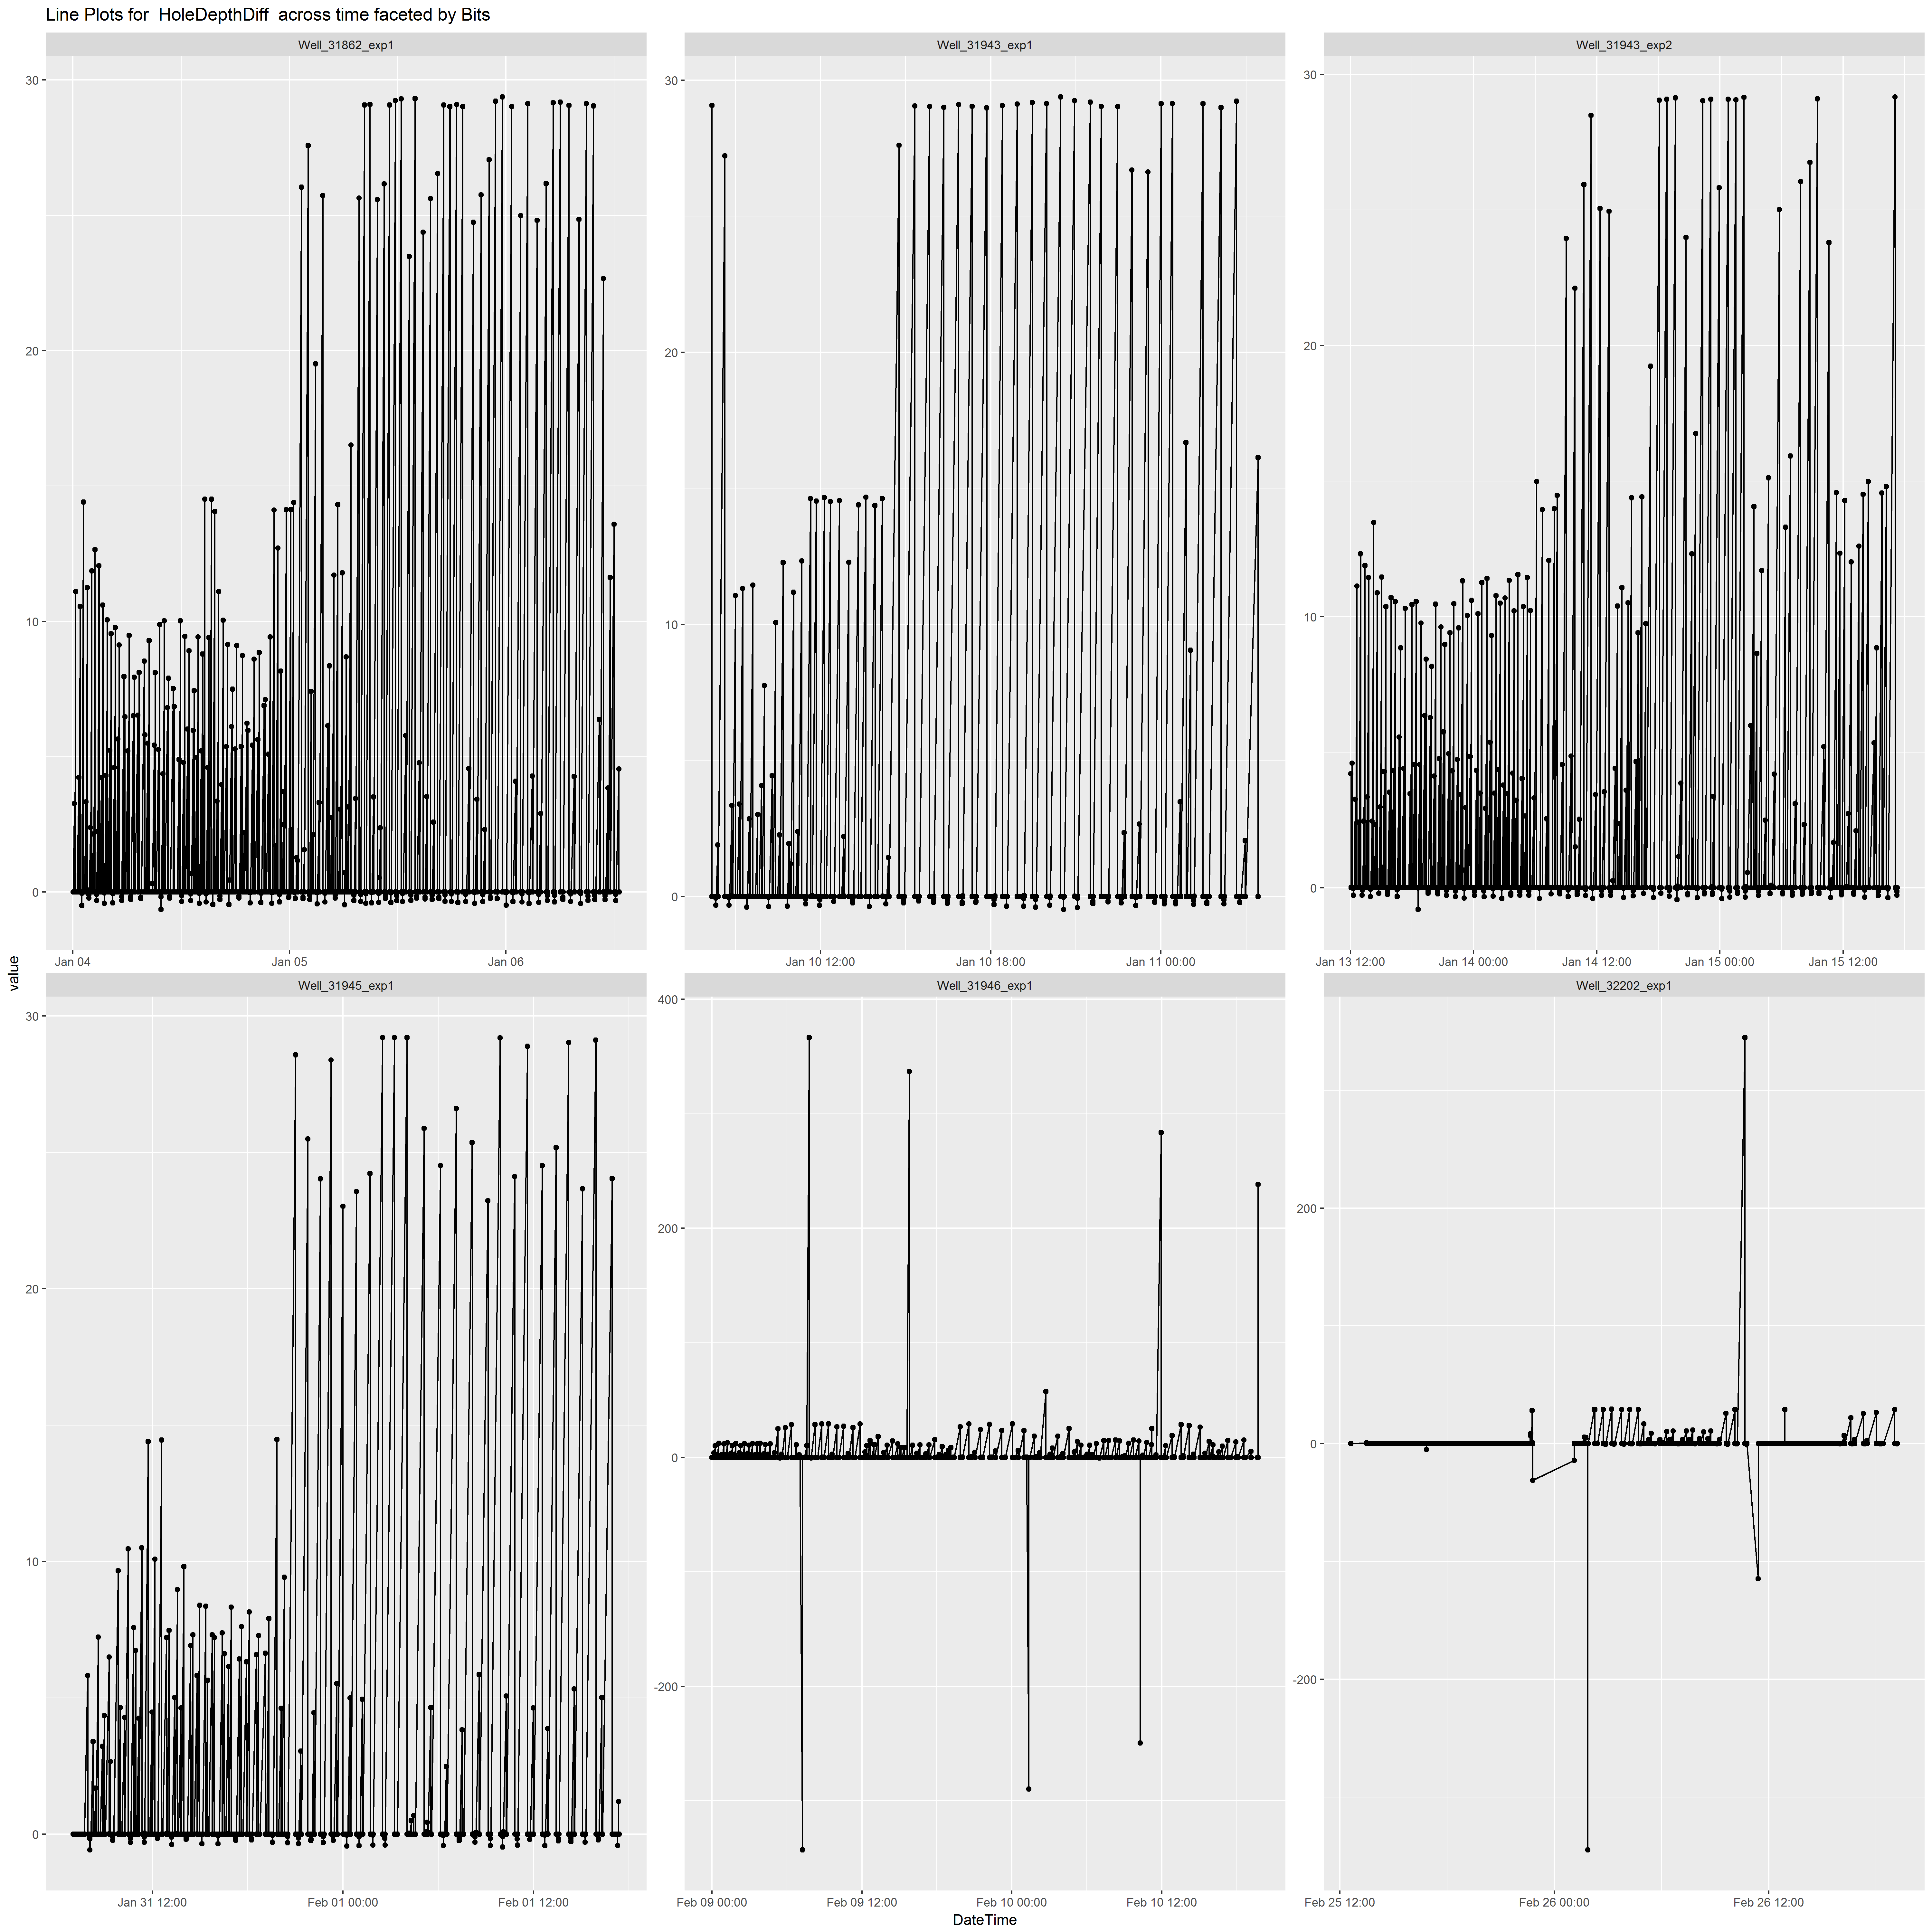 Line Plots for  HoleDepthDiff  across time faceted by Bits
Well_31862_exp1
30
20
10
0
Jan 04 Jan 05 Jan 06
Well_31943_exp1
30
20
10
0
Jan 10 12:00 Jan 10 18:00 Jan 11 00:00
Well_31943_exp2
30
20
10
0
Jan 13 12:00 Jan 14 00:00 Jan 14 12:00 Jan 15 00:00 Jan 15 12:00
value
Well_31945_exp1
30
20
10
0
Jan 31 12:00 Feb 01 00:00 Feb 01 12:00
Well_31946_exp1
400
200
0
-200
Feb 09 00:00 Feb 09 12:00 Feb 10 00:00 Feb 10 12:00
Well_32202_exp1
200
0
-200
Feb 25 12:00 Feb 26 00:00 Feb 26 12:00
DateTime